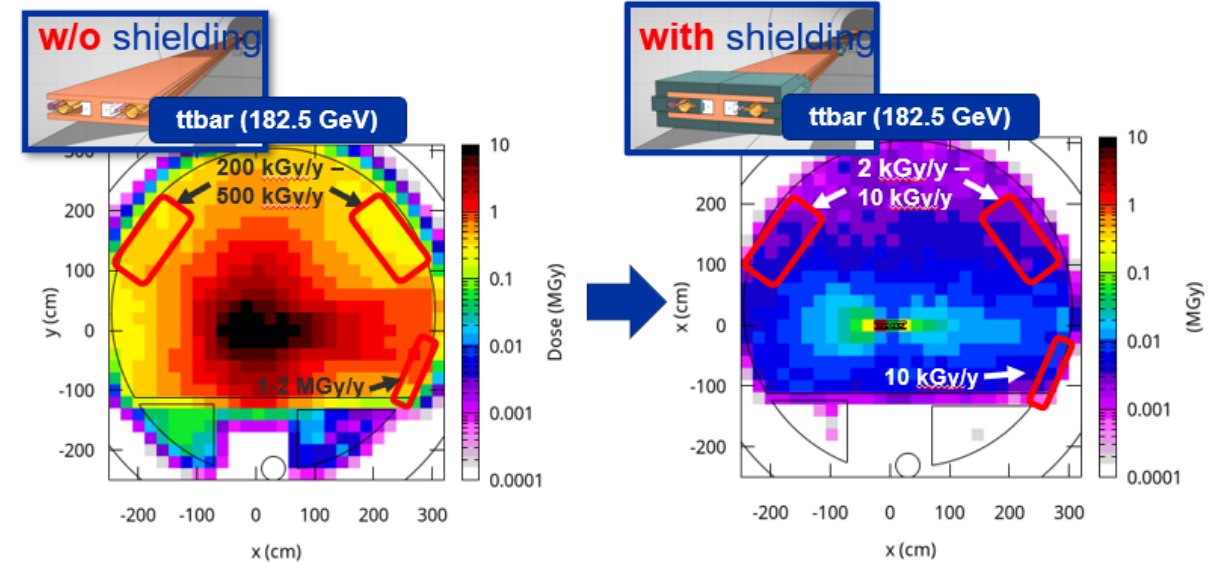 w/o shielding
ttbar (182.5 GeV)
300
200
100
0
-100
-200
y (cm)
200 kGy/y –
500 kGy/y
1-2 MGy/y
-200 -100 0 100 200 300
x (cm)
10
1
0.1
0.01
0.001
0.0001
Dose (MGy)
with shielding
ttbar (182.5 GeV)
200
100
0
-100
-200
x (cm)
2 kGy/y –
10 kGy/y
10 kGy/y
-200 -100 0 100 200 300
x (cm)
10
1
0.1
0.01
0.001
0.0001
(MGy)